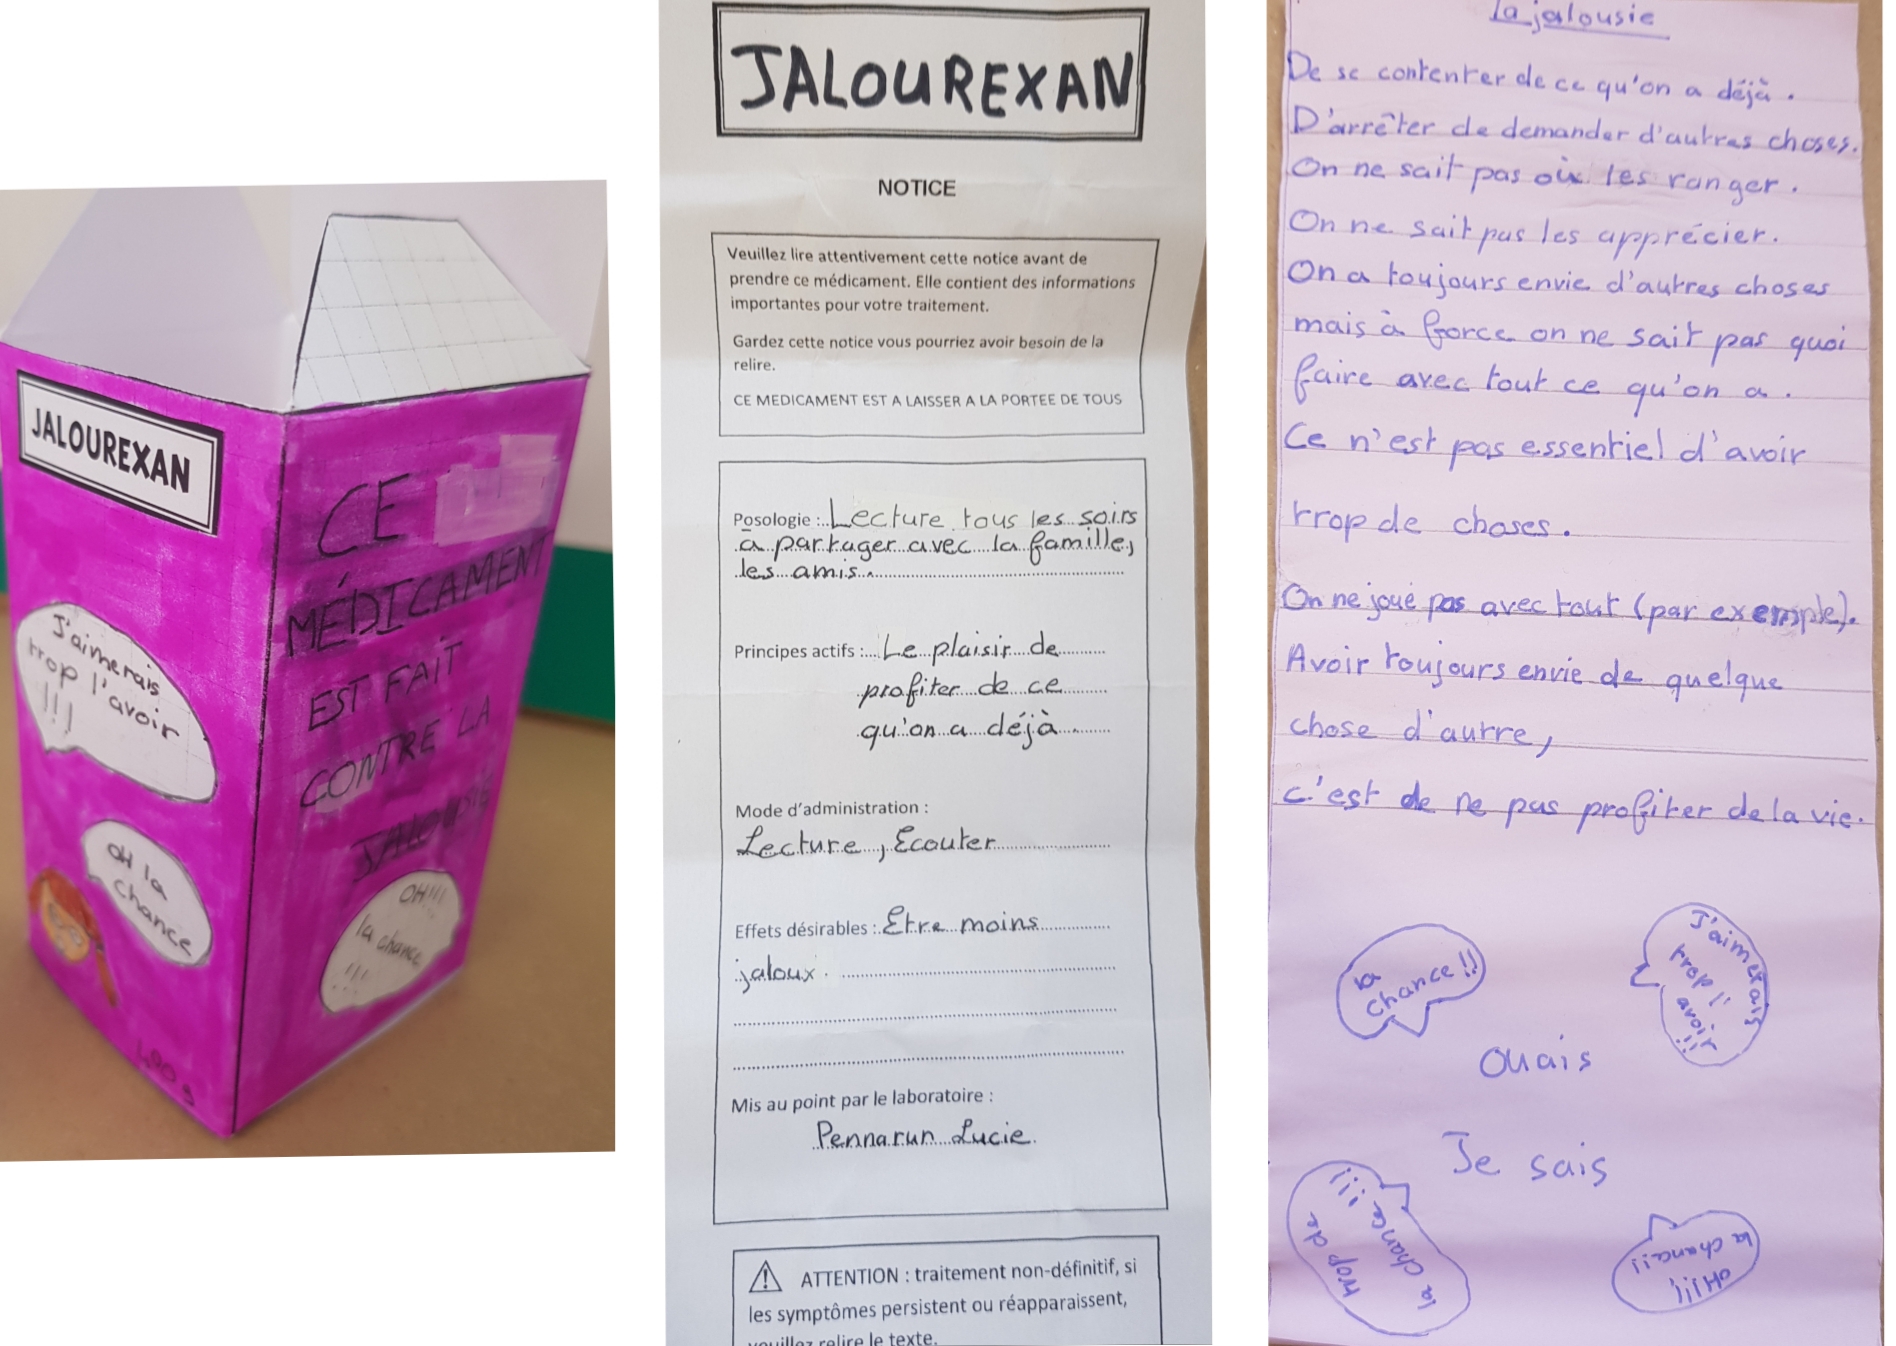 JALOUREXAN
J'aimerais
trop l'avoir
!!!
OH la
chance
490 g
CE
MÉDICAMENT
EST FAIT
CONTRE LA
JALOUSIE
OH!!!
la chance
!!!
JALOUREXAN
NOTICE
Veuillez lire attentivement cette notice avant de
prendre ce médicament. Elle contient des informations
importantes pour votre traitement.
Gardez cette notice vous pourriez avoir besoin de la
relire.
CE MEDICAMENT EST A LAISSER A LA PORTEE DE TOUS
Posologie : Lecture tous les soirs
à partager avec la famille,
les amis.
Principes actifs : Le plaisir de
profiter de ce
qu'on a déjà
Mode d'administration :
Lecture, Ecouter
Effets désirables : Etre moins
jaloux.
Mis au point par le laboratoire :
Pennarun Lucie.
ATTENTION : traitement non-définitif, si
les symptômes persistent ou réapparaissent,
veuillez relire le texte.
La jalousie
De se contenter de ce qu'on a déjà.
D'arrêter de demander d'autres choses.
On ne sait pas où les ranger.
On ne sait pas les apprécier.
On a toujours envie d'autres choses
mais à force on ne sait pas quoi
faire avec tout ce qu'on a.
Ce n'est pas essentiel d'avoir
trop de choses.
On ne joue pas avec tout (par exemple).
Avoir toujours envie de quelque
chose d'autre,
c'est de ne pas profiter de la vie.
la
chance!!
J'aimerais
trop l'
avoir
!!!
Ouais
Je sais
trop de
la chance
!!!
OH!!!!
la chance!!